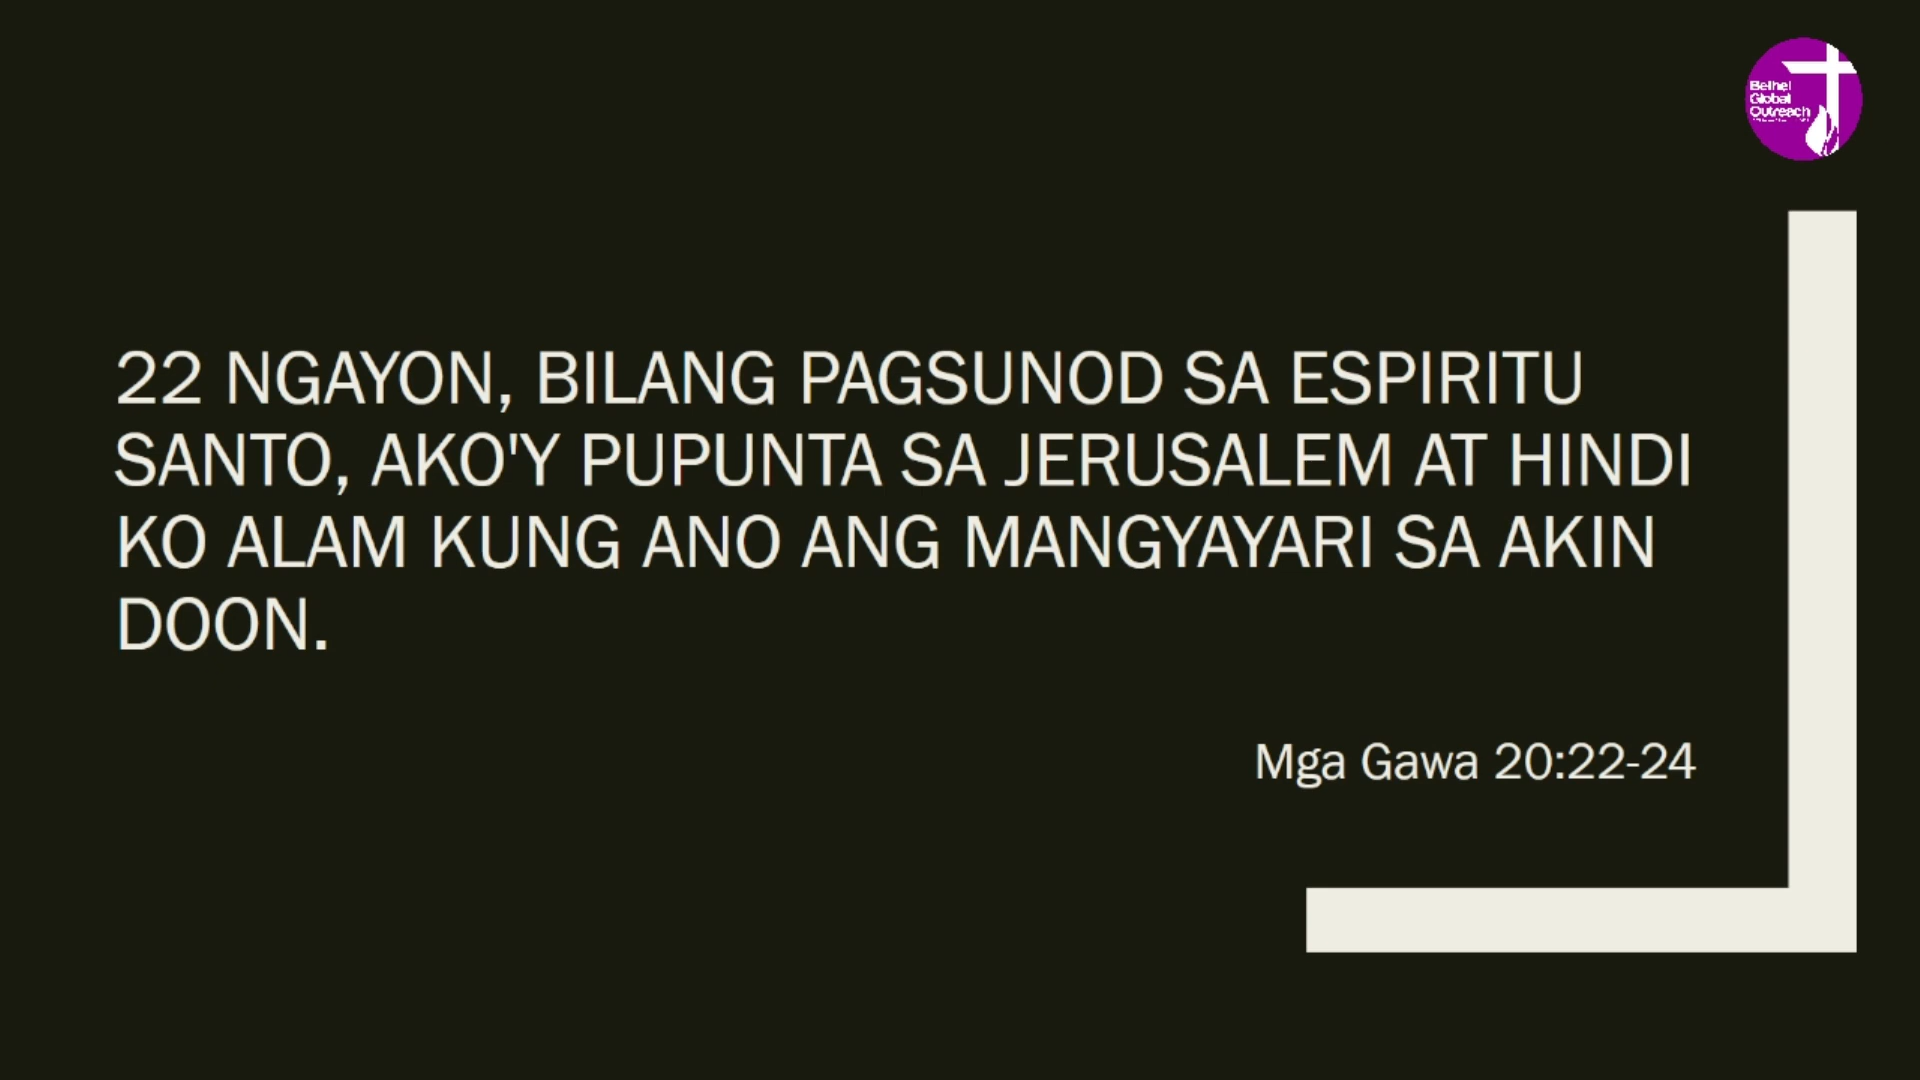 Bethel
Global
Outreach
22 NGAYON, BILANG PAGSUNOD SA ESPIRITU
SANTO, AKO'Y PUPUNTA SA JERUSALEM AT HINDI
KO ALAM KUNG ANO ANG MANGYAYARI SA AKIN
DOON.
Mga Gawa 20:22-24